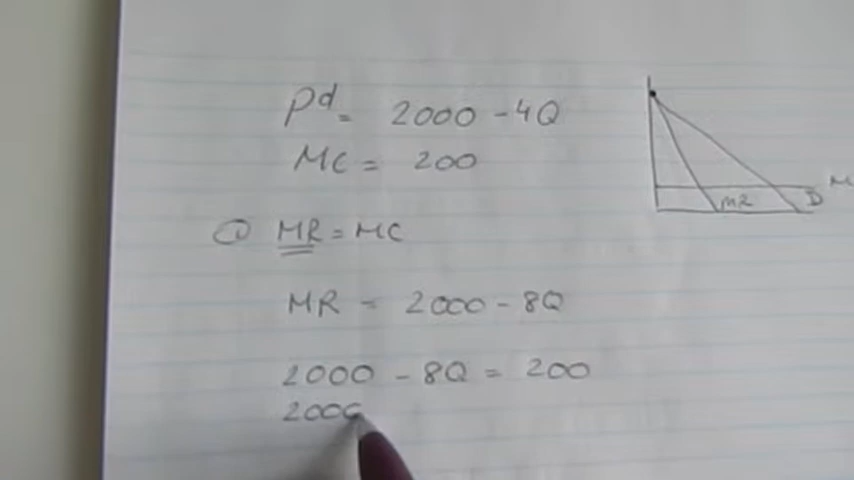 Pd = 2000 - 4Q
MC = 200
① MR = MC
MR = 2000 - 8Q
2000 - 8Q = 200
2000
M
MR
D